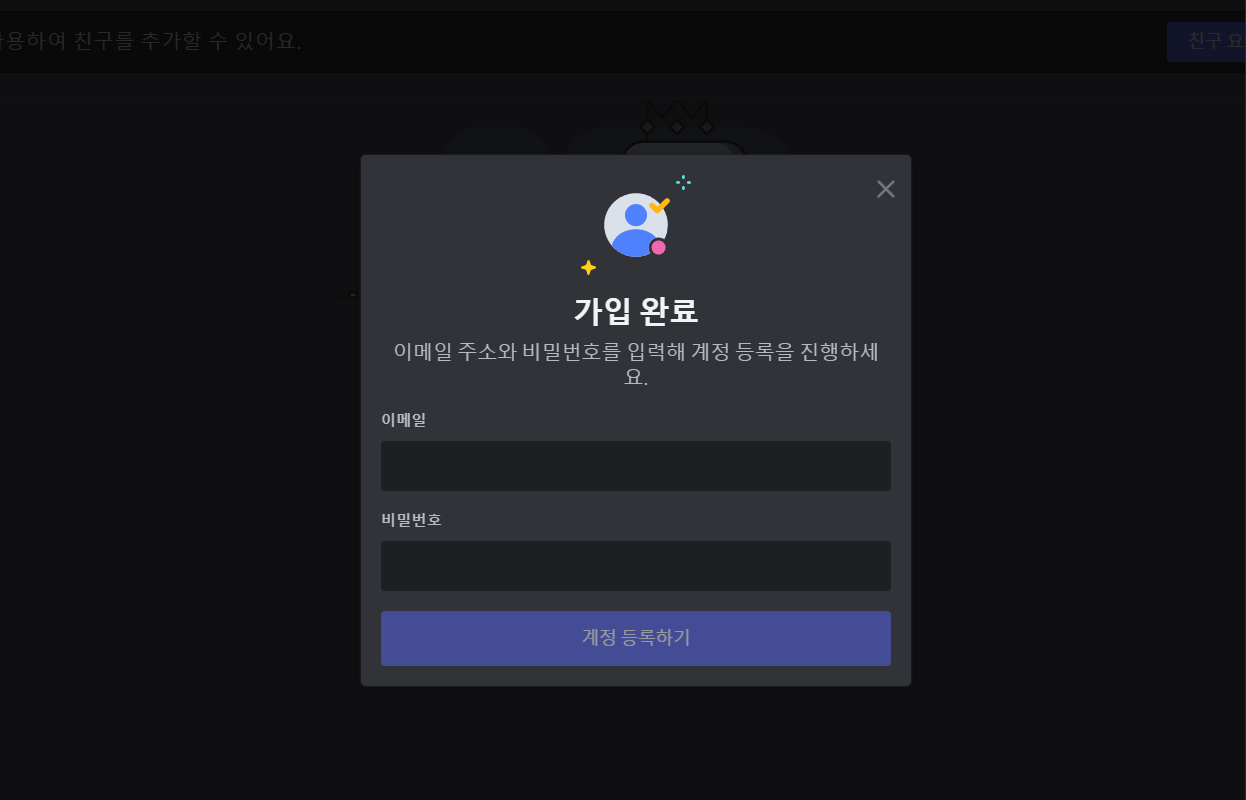 사용하여 친구를 추가할 수 있어요.
친구 요
가입 완료
이메일 주소와 비밀번호를 입력해 계정 등록을 진행하세
요.
이메일
비밀번호
계정 등록하기